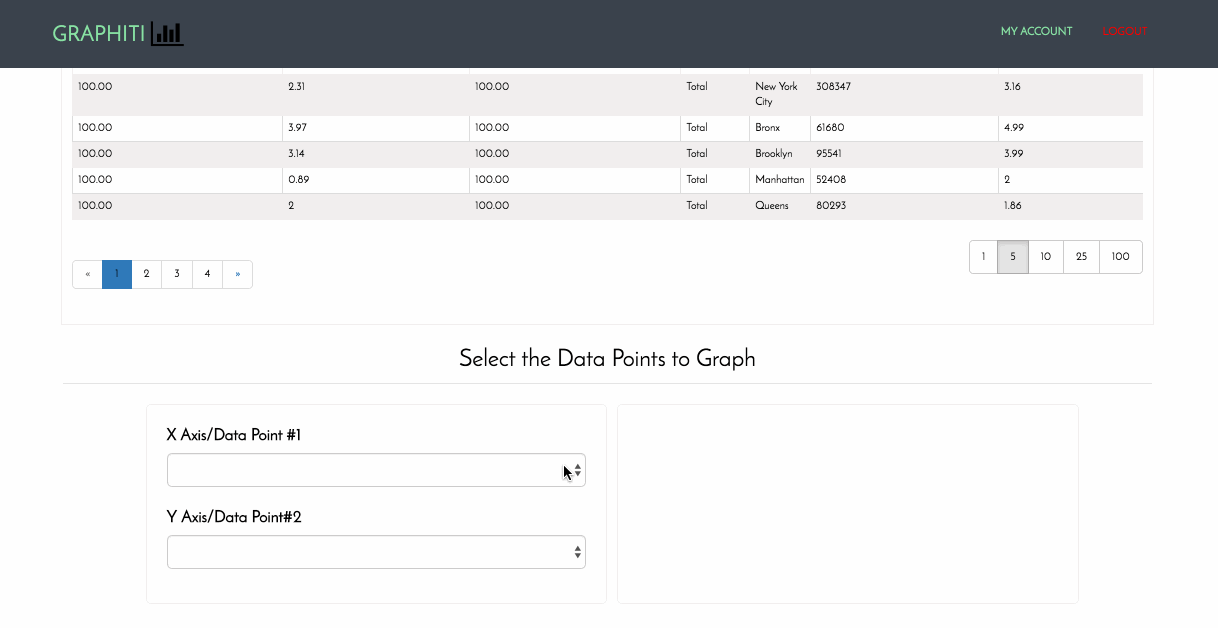 GRAPHITI
MY ACCOUNT LOGOUT
100.00 2.31 100.00 Total New York City 308347 3.16
100.00 3.97 100.00 Total Bronx 61680 4.99
100.00 3.14 100.00 Total Brooklyn 95541 3.99
100.00 0.89 100.00 Total Manhattan 52408 2
100.00 2 100.00 Total Queens 80293 1.86
« 1 2 3 4 »
1 5 10 25 100
Select the Data Points to Graph
X Axis/Data Point #1
Y Axis/Data Point#2